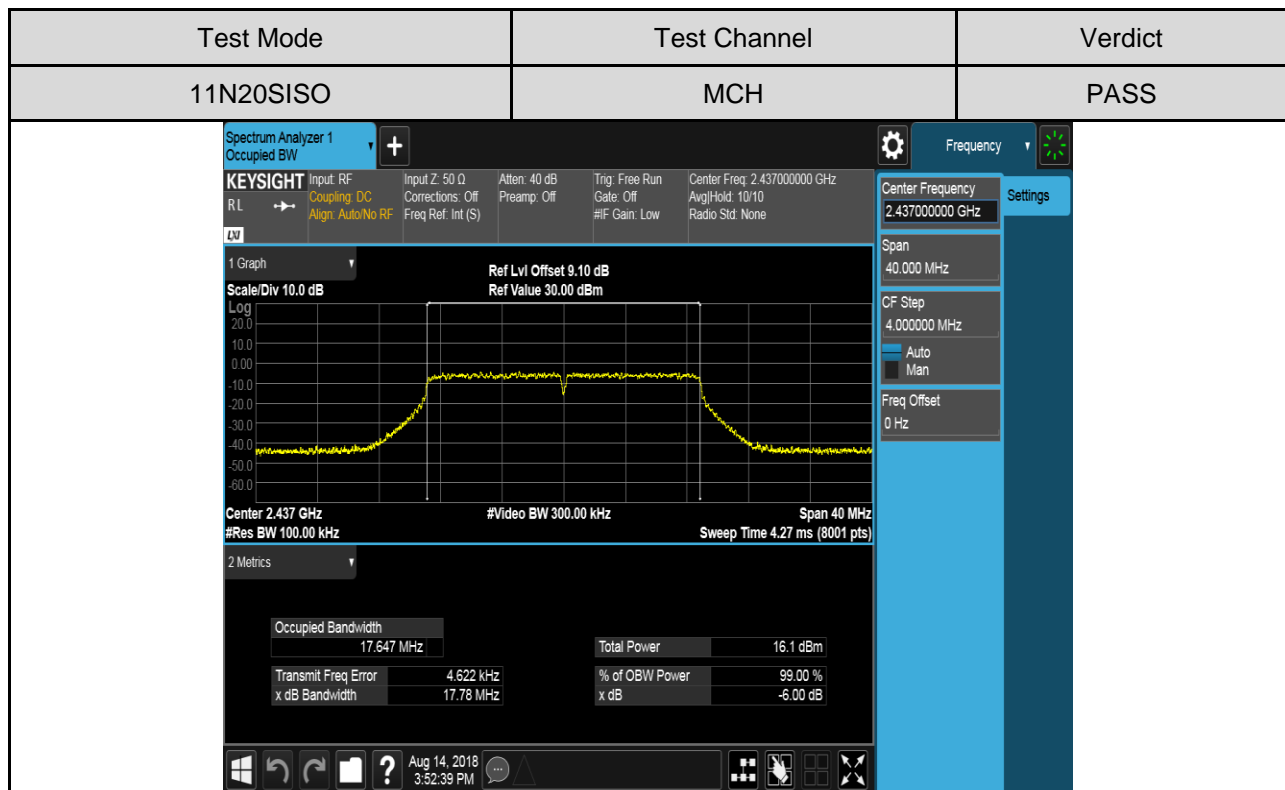 Test Mode Test Channel Verdict
11N20SISO MCH PASS
Spectrum Analyzer 1
Occupied BW
+
Frequency
KEYSIGHT Input: RF Input Z: 50 Ω Atten: 40 dB Trig: Free Run Center Freq: 2.437000000 GHz
Coupling: DC Corrections: Off Preamp: Off Gate: Off Avg|Hold: 10/10
R L Align: Auto/No RF Freq Ref: Int (S) #IF Gain: Low Radio Std: None
LXI
Center Frequency
2.437000000 GHz
Settings
Span
40.000 MHz
CF Step
4.000000 MHz
Auto
Man
Freq Offset
0 Hz
1 Graph
Ref Lvl Offset 9.10 dB
Scale/Div 10.0 dB Ref Value 30.00 dBm
Log
20.0
10.0
0.00
-10.0
-20.0
-30.0
-40.0
-50.0
-60.0
Center 2.437 GHz #Video BW 300.00 kHz Span 40 MHz
#Res BW 100.00 kHz Sweep Time 4.27 ms (8001 pts)
2 Metrics
Occupied Bandwidth
17.647 MHz Total Power 16.1 dBm
Transmit Freq Error 4.622 kHz % of OBW Power 99.00 %
x dB Bandwidth 17.78 MHz x dB -6.00 dB
? Aug 14, 2018
3:52:39 PM